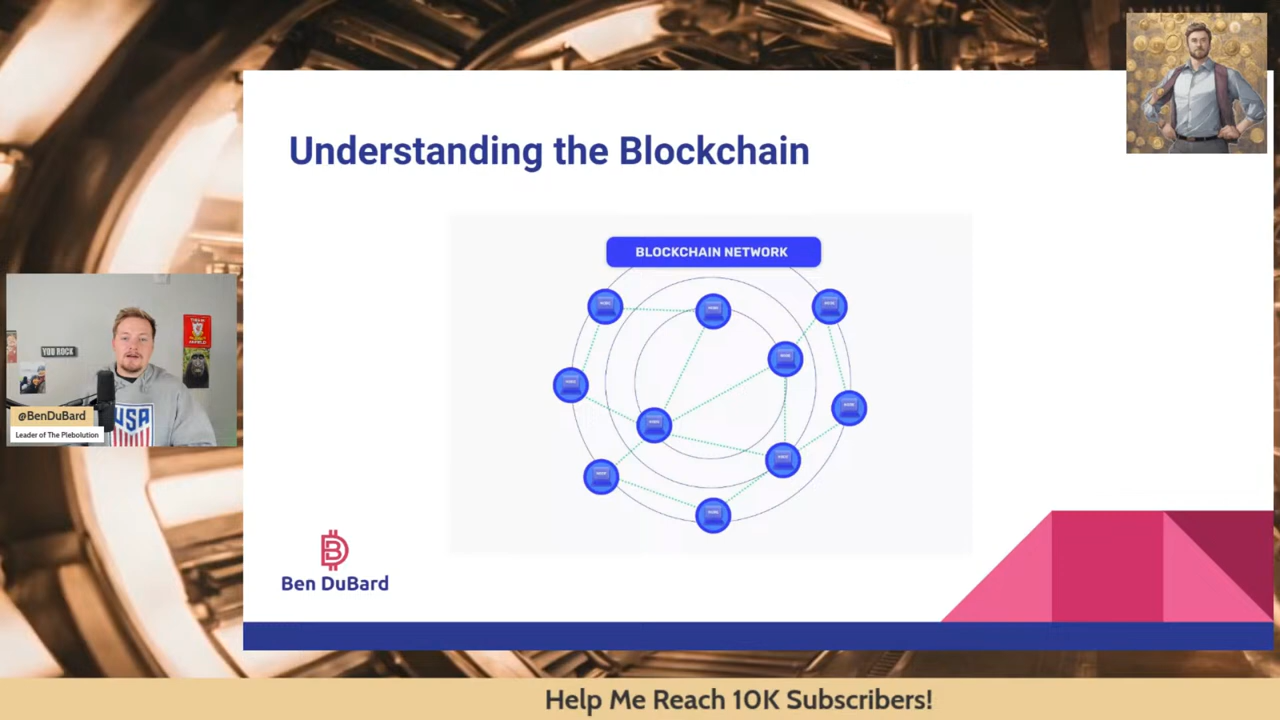 Understanding the Blockchain
BLOCKCHAIN NETWORK
YOU ROCK
USA
@BenDuBard
Leader of The Plebolution
Ben DuBard
Help Me Reach 10K Subscribers!